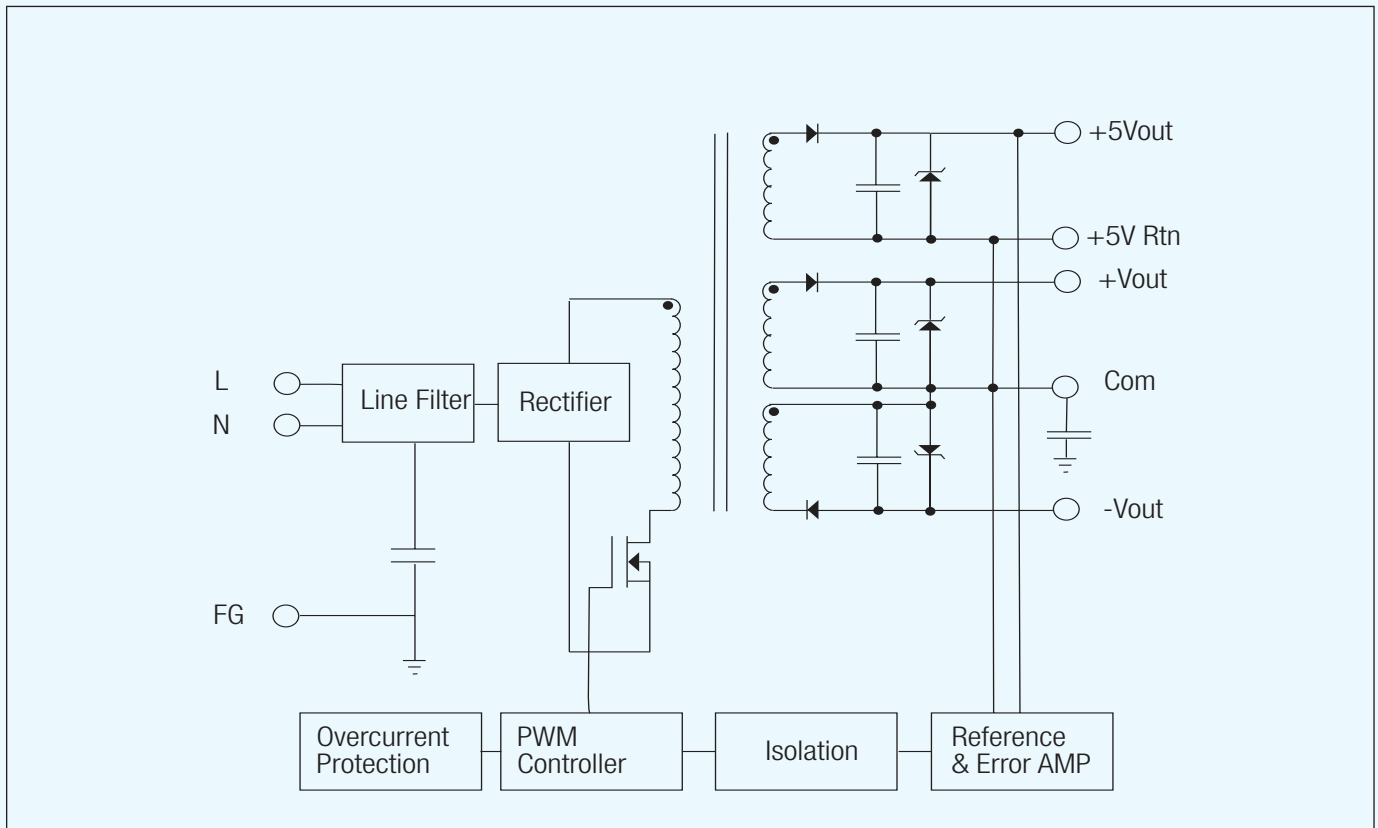 +5Vout
+5V Rtn
+Vout
L
Line Filter
Rectifier
Com
N
-Vout
FG
Overcurrent
Protection
PWM
Controller
Isolation
Reference
& Error AMP